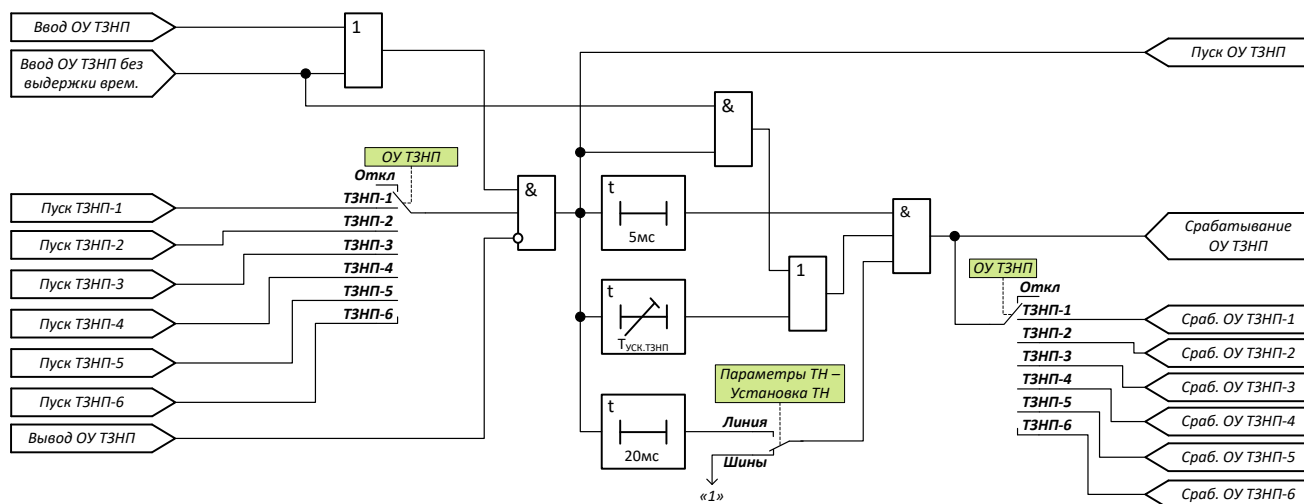 Ввод ОУ ТЗНП
Ввод ОУ ТЗНП без
выдержки врем.
1
Пуск ОУ ТЗНП
&
ОУ ТЗНП
Откл
ТЗНП-1
ТЗНП-2
ТЗНП-3
ТЗНП-4
ТЗНП-5
ТЗНП-6
Пуск ТЗНП-1
Пуск ТЗНП-2
Пуск ТЗНП-3
Пуск ТЗНП-4
Пуск ТЗНП-5
Пуск ТЗНП-6
Вывод ОУ ТЗНП
&
t
5мс
t
TУСК.ТЗНП
t
20мс
1
&
Параметры ТН –
Установка ТН
Линия
Шины
«1»
Срабатывание
ОУ ТЗНП
ОУ ТЗНП
Откл
ТЗНП-1
ТЗНП-2
ТЗНП-3
ТЗНП-4
ТЗНП-5
ТЗНП-6
Сраб. ОУ ТЗНП-1
Сраб. ОУ ТЗНП-2
Сраб. ОУ ТЗНП-3
Сраб. ОУ ТЗНП-4
Сраб. ОУ ТЗНП-5
Сраб. ОУ ТЗНП-6